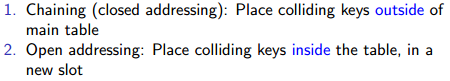 1. Chaining (closed addressing): Place colliding keys outside of
main table
2. Open addressing: Place colliding keys inside the table, in a
new slot